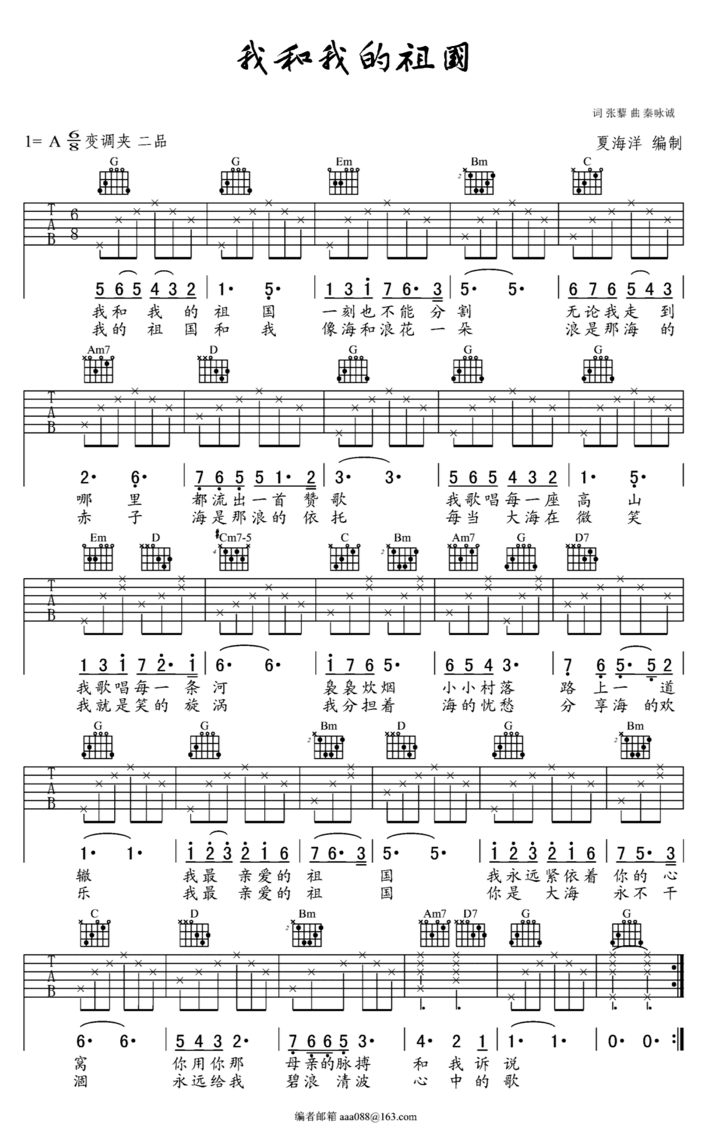 我和我的祖國
词 张藜 曲 秦咏诚
1= A 6/8 变调夹 二品
夏海洋 编制
G G Em Bm C
2
T A B 6 8
5 6 5 4 3 2 | 1· 5· | 1 3 i 7 6· 3 | 5· 5· | 6 7 6 5 4 3
我和我的祖国 一刻也不能分割 无论我走到
我的祖国和我 像海和浪花一朵 浪是那海的
Am7 D G G G
T A B
2· 6· | 7 6 5 5 1· 2 | 3· 3· | 5 6 5 4 3 2 | 1· 5·
哪里 都流出一首赞歌 我歌唱每一座高山
赤子 海是那浪的依托 每当大海在微笑
Em D #Cm7-5 C Bm Am7 G D7
4 2
T A B
1 3 i 7 2· i | 6· 6· | i 7 6 5· | 6 5 4 3· | 7 6 5· 5 2
我歌唱每一条河 袅袅炊烟 小小村落 路上一道
我就是笑的旋涡 我分担着 海的忧愁 分享海的欢
G G Bm D G Bm
2 2
T A B
1· 1· | i 2 3 2 i 6 | 7 6· 3 | 5· 5· | i 2 3 2 i 6 | 7 5· 3
辙 我最亲爱的祖国 我永远紧依着你的心
乐 我最亲爱的祖国 你是大海永不干
C D Bm Am7 D7 G G
2
T A B
6· 6· | 5 4 3 2· | 7 6 6 5 3· | 4· 2 1 | 1· 1· | 0· 0· :|
窝 你用你那 母亲的脉搏 和我诉说
涸 永远给我 碧浪清波 心中的歌
编者邮箱 aaa088@163.com